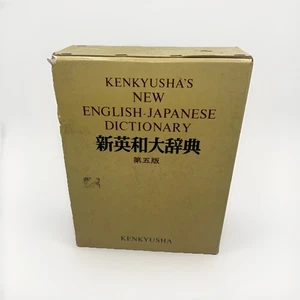 KENKYUSHA'S
NEW
ENGLISH-JAPANESE
DICTIONARY
新英和大辞典
第五版
KENKYUSHA